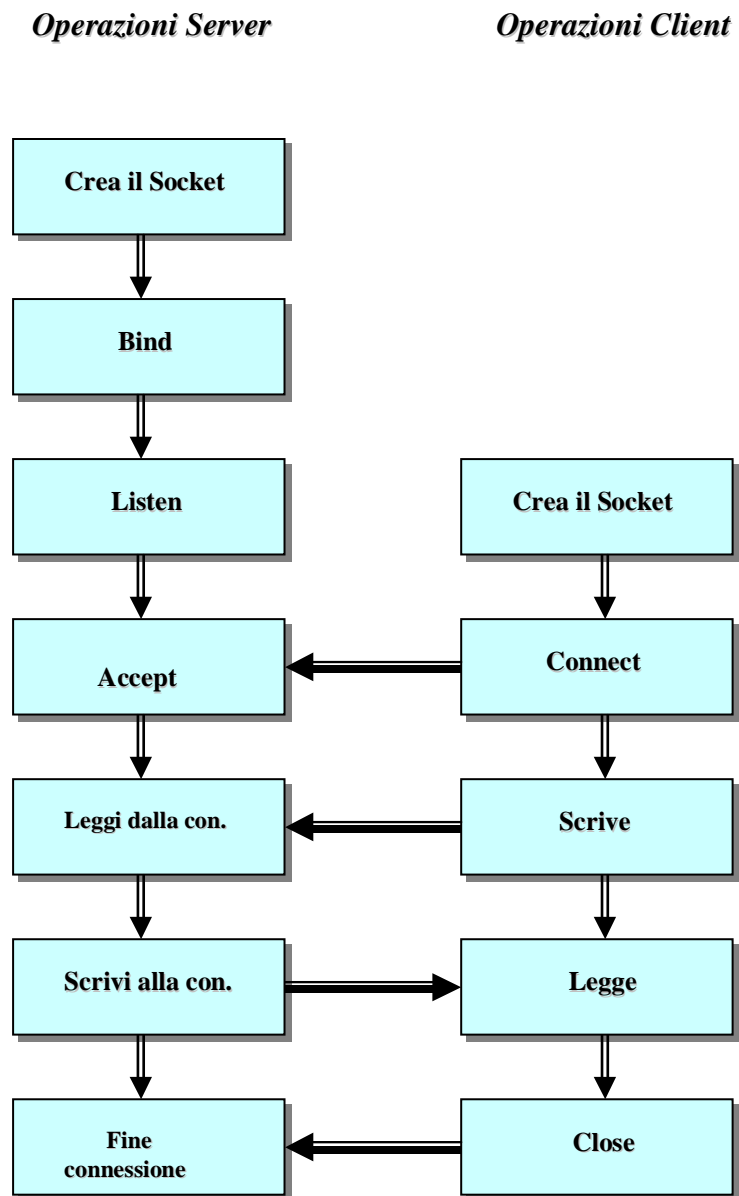 Operazioni Server
Operazioni Client
Crea il Socket
Bind
Listen
Crea il Socket
Accept
Connect
Leggi dalla con.
Scrive
Scrivi alla con.
Legge
Fine
connessione
Close